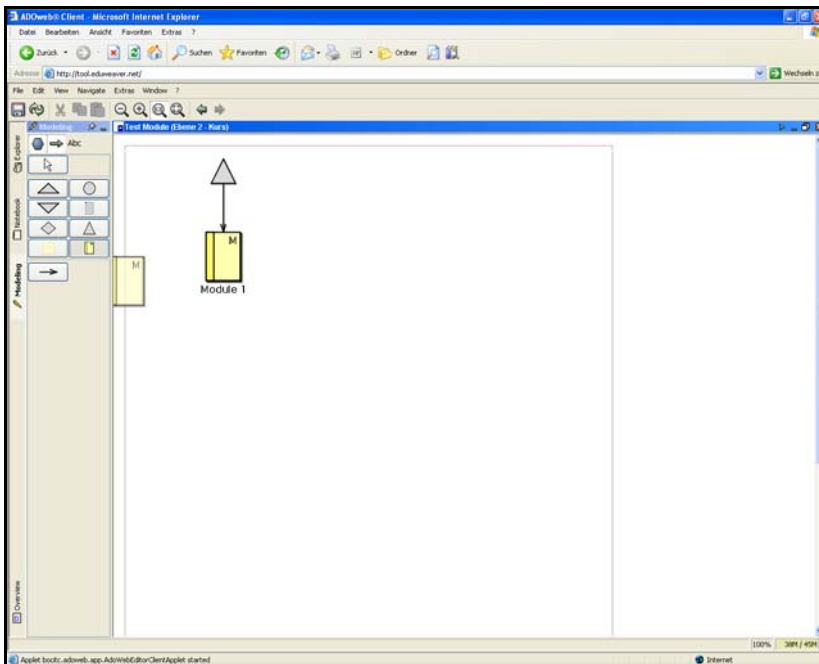 ADOweb® Client - Microsoft Internet Explorer
Datei Bearbeiten Ansicht Favoriten Extras ?
Zurück Suchen Favoriten Ordner
Adresse http://tool.eduweaver.net/ Wechseln z
File Edit View Navigate Extras Window ?
Modeling Test Module (Ebene 2 - Kurs)
Abc
Explorer
Notebook
Modeling
Overview
M
M
Module 1
100% 38M / 45M
Applet boctc.adoweb.app.AdoWebEditorClientApplet started Internet